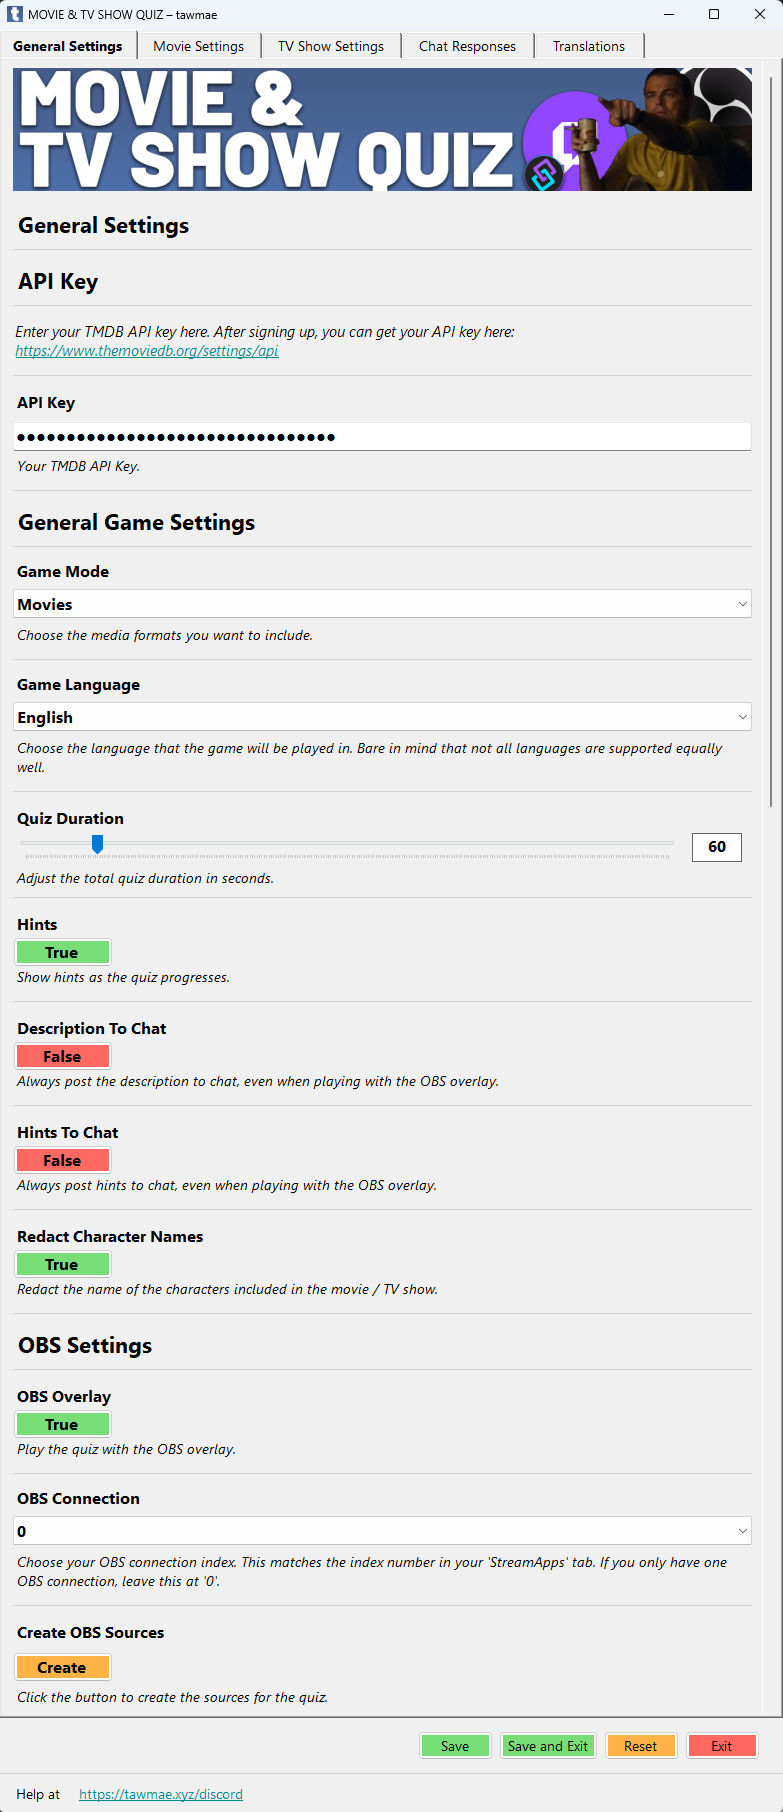 MOVIE & TV SHOW QUIZ – tawmae
General Settings
Movie Settings
TV Show Settings
Chat Responses
Translations
MOVIE &
TV SHOW QUIZ
General Settings
API Key
Enter your TMDB API key here. After signing up, you can get your API key here:
https://www.themoviedb.org/settings/api
API Key
●●●●●●●●●●●●●●●●●●●●●●●●●●●●●●●●
Your TMDB API Key.
General Game Settings
Game Mode
Movies
Choose the media formats you want to include.
Game Language
English
Choose the language that the game will be played in. Bare in mind that not all languages are supported equally
well.
Quiz Duration
60
Adjust the total quiz duration in seconds.
Hints
True
Show hints as the quiz progresses.
Description To Chat
False
Always post the description to chat, even when playing with the OBS overlay.
Hints To Chat
False
Always post hints to chat, even when playing with the OBS overlay.
Redact Character Names
True
Redact the name of the characters included in the movie / TV show.
OBS Settings
OBS Overlay
True
Play the quiz with the OBS overlay.
OBS Connection
0
Choose your OBS connection index. This matches the index number in your 'StreamApps' tab. If you only have one
OBS connection, leave this at '0'.
Create OBS Sources
Create
Click the button to create the sources for the quiz.
Save
Save and Exit
Reset
Exit
Help at https://tawmae.xyz/discord